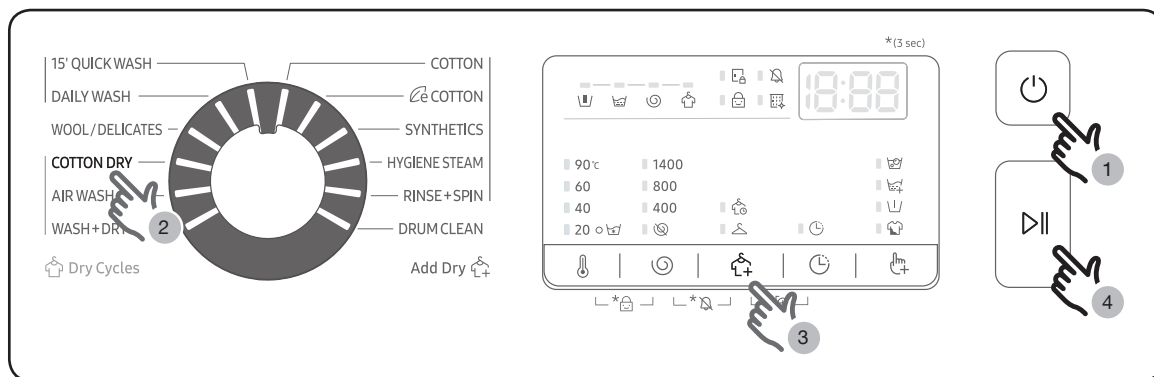 *(3 sec)
15' QUICK WASH
COTTON
DAILY WASH
e COTTON
WOOL/DELICATES
SYNTHETICS
COTTON DRY
HYGIENE STEAM
AIR WASH
RINSE+SPIN
WASH+DRY
DRUM CLEAN
Dry Cycles
Add Dry
18:88
90℃ 1400
60 800
40 400
20
*
*
1
2
3
4